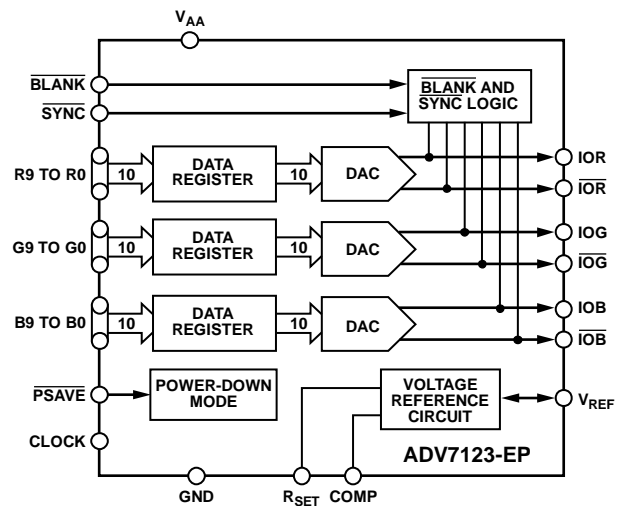 VAA
BLANK
SYNC
BLANK AND
SYNC LOGIC
R9 TO R0
10
DATA
REGISTER
10
DAC
IOR
IOR
G9 TO G0
10
DATA
REGISTER
10
DAC
IOG
IOG
B9 TO B0
10
DATA
REGISTER
10
DAC
IOB
IOB
PSAVE
POWER-DOWN
MODE
VOLTAGE
REFERENCE
CIRCUIT
VREF
CLOCK
ADV7123-EP
GND
RSET
COMP